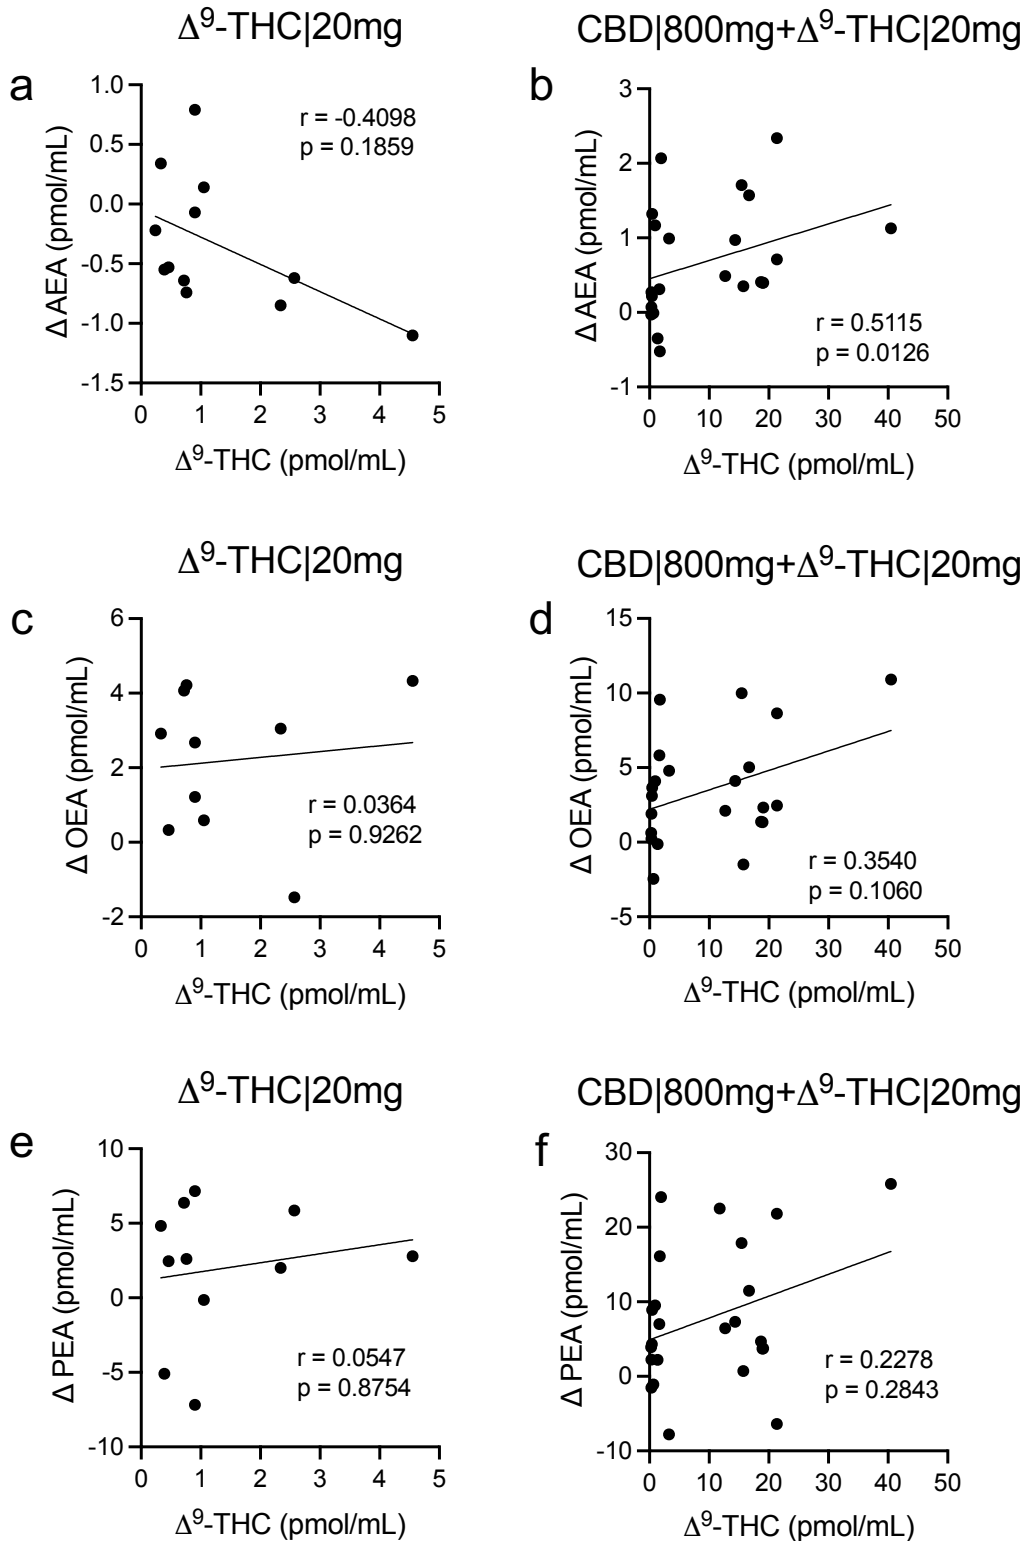 Δ⁹-THC|20mg
CBD|800mg+Δ⁹-THC|20mg
a
1.0
0.5
0.0
-0.5
-1.0
-1.5
Δ AEA (pmol/mL)
r = -0.4098
p = 0.1859
0 1 2 3 4 5
Δ⁹-THC (pmol/mL)
b
3
2
1
0
-1
Δ AEA (pmol/mL)
r = 0.5115
p = 0.0126
0 10 20 30 40 50
Δ⁹-THC (pmol/mL)
Δ⁹-THC|20mg
CBD|800mg+Δ⁹-THC|20mg
c
6
4
2
0
-2
Δ OEA (pmol/mL)
r = 0.0364
p = 0.9262
0 1 2 3 4 5
Δ⁹-THC (pmol/mL)
d
15
10
5
0
-5
Δ OEA (pmol/mL)
r = 0.3540
p = 0.1060
0 10 20 30 40 50
Δ⁹-THC (pmol/mL)
Δ⁹-THC|20mg
CBD|800mg+Δ⁹-THC|20mg
e
10
5
0
-5
-10
Δ PEA (pmol/mL)
r = 0.0547
p = 0.8754
0 1 2 3 4 5
Δ⁹-THC (pmol/mL)
f
30
20
10
0
-10
Δ PEA (pmol/mL)
r = 0.2278
p = 0.2843
0 10 20 30 40 50
Δ⁹-THC (pmol/mL)